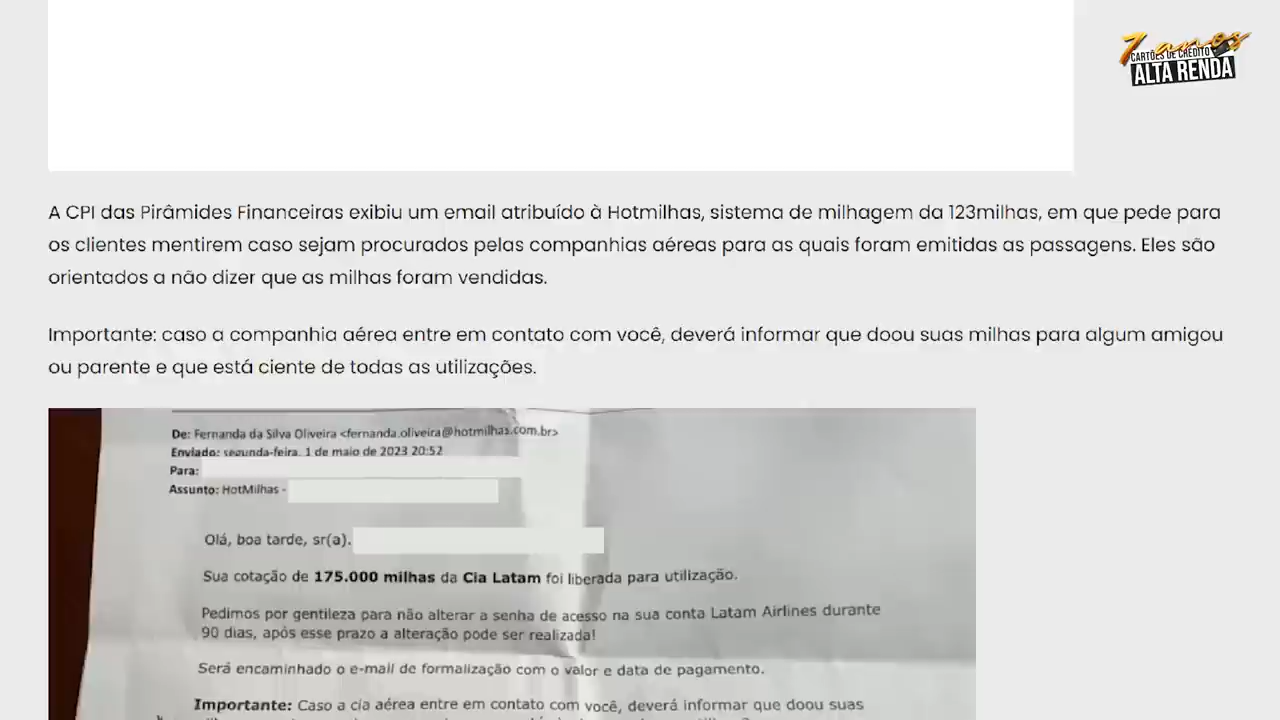 7 anos
CARTÕES DE CRÉDITO
ALTA RENDA
A CPI das Pirâmides Financeiras exibiu um email atribuído à Hotmilhas, sistema de milhagem da 123milhas, em que pede para
os clientes mentirem caso sejam procurados pelas companhias aéreas para as quais foram emitidas as passagens. Eles são
orientados a não dizer que as milhas foram vendidas.
Importante: caso a companhia aérea entre em contato com você, deverá informar que doou suas milhas para algum amigou
ou parente e que está ciente de todas as utilizações.
De: Fernanda da Silva Oliveira <fernanda.oliveira@hotmilhas.com.br>
Enviado: segunda-feira, 1 de maio de 2023 20:52
Para:
Assunto: HotMilhas -
Olá, boa tarde, sr(a).
Sua cotação de 175.000 milhas da Cia Latam foi liberada para utilização.
Pedimos por gentileza para não alterar a senha de acesso na sua conta Latam Airlines durante
90 dias, após esse prazo a alteração pode ser realizada!
Será encaminhado o e-mail de formalização com o valor e data de pagamento.
Importante: Caso a cia aérea entre em contato com você, deverá informar que doou suas